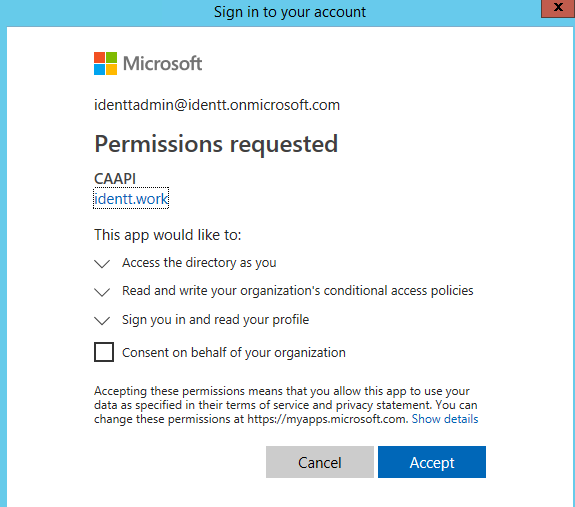 Sign in to your account
x
Microsoft
identtadmin@identt.onmicrosoft.com
Permissions requested
CAAPI
identt.work
This app would like to:
Access the directory as you
Read and write your organization's conditional access policies
Sign you in and read your profile
Consent on behalf of your organization
Accepting these permissions means that you allow this app to use your
data as specified in their terms of service and privacy statement. You can
change these permissions at https://myapps.microsoft.com. Show details
Cancel
Accept